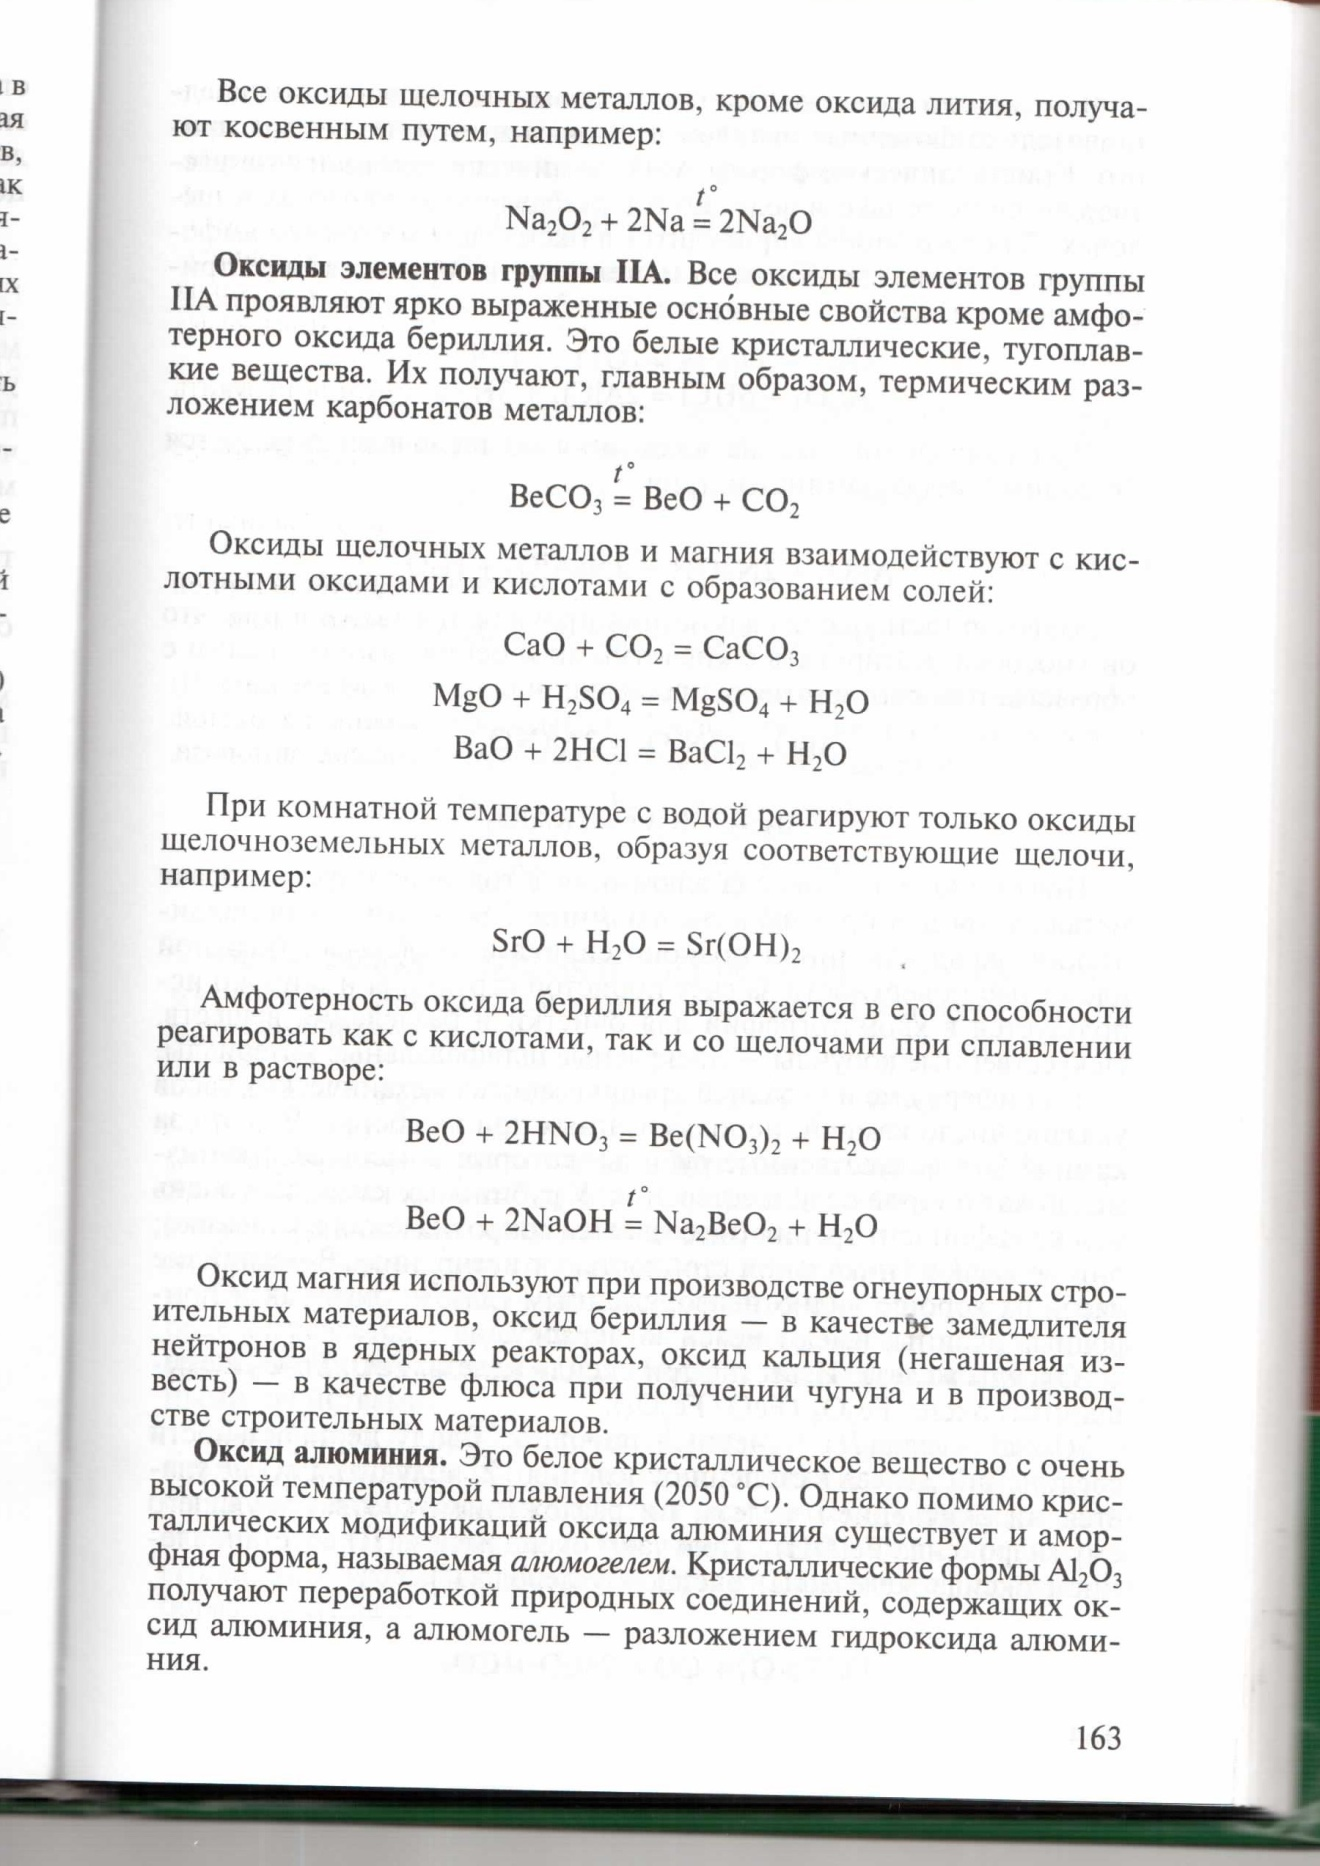 Все оксиды щелочных металлов, кроме оксида лития, получа-
ют косвенным путем, например:
t°
Na₂O₂ + 2Na = 2Na₂O
Оксиды элементов группы IIА. Все оксиды элементов группы
IIА проявляют ярко выраженные осно́вные свойства кроме амфо-
терного оксида бериллия. Это белые кристаллические, тугоплав-
кие вещества. Их получают, главным образом, термическим раз-
ложением карбонатов металлов:
t°
BeCO₃ = BeO + CO₂
Оксиды щелочных металлов и магния взаимодействуют с кис-
лотными оксидами и кислотами с образованием солей:
CaO + CO₂ = CaCO₃
MgO + H₂SO₄ = MgSO₄ + H₂O
BaO + 2HCl = BaCl₂ + H₂O
При комнатной температуре с водой реагируют только оксиды
щелочноземельных металлов, образуя соответствующие щелочи,
например:
SrO + H₂O = Sr(OH)₂
Амфотерность оксида бериллия выражается в его способности
реагировать как с кислотами, так и со щелочами при сплавлении
или в растворе:
BeO + 2HNO₃ = Be(NO₃)₂ + H₂O
t°
BeO + 2NaOH = Na₂BeO₂ + H₂O
Оксид магния используют при производстве огнеупорных стро-
ительных материалов, оксид бериллия — в качестве замедлителя
нейтронов в ядерных реакторах, оксид кальция (негашеная из-
весть) — в качестве флюса при получении чугуна и в производ-
стве строительных материалов.
Оксид алюминия. Это белое кристаллическое вещество с очень
высокой температурой плавления (2050 °С). Однако помимо крис-
таллических модификаций оксида алюминия существует и амор-
фная форма, называемая алюмогелем. Кристаллические формы Al₂O₃
получают переработкой природных соединений, содержащих ок-
сид алюминия, а алюмогель — разложением гидроксида алюми-
ния.
163